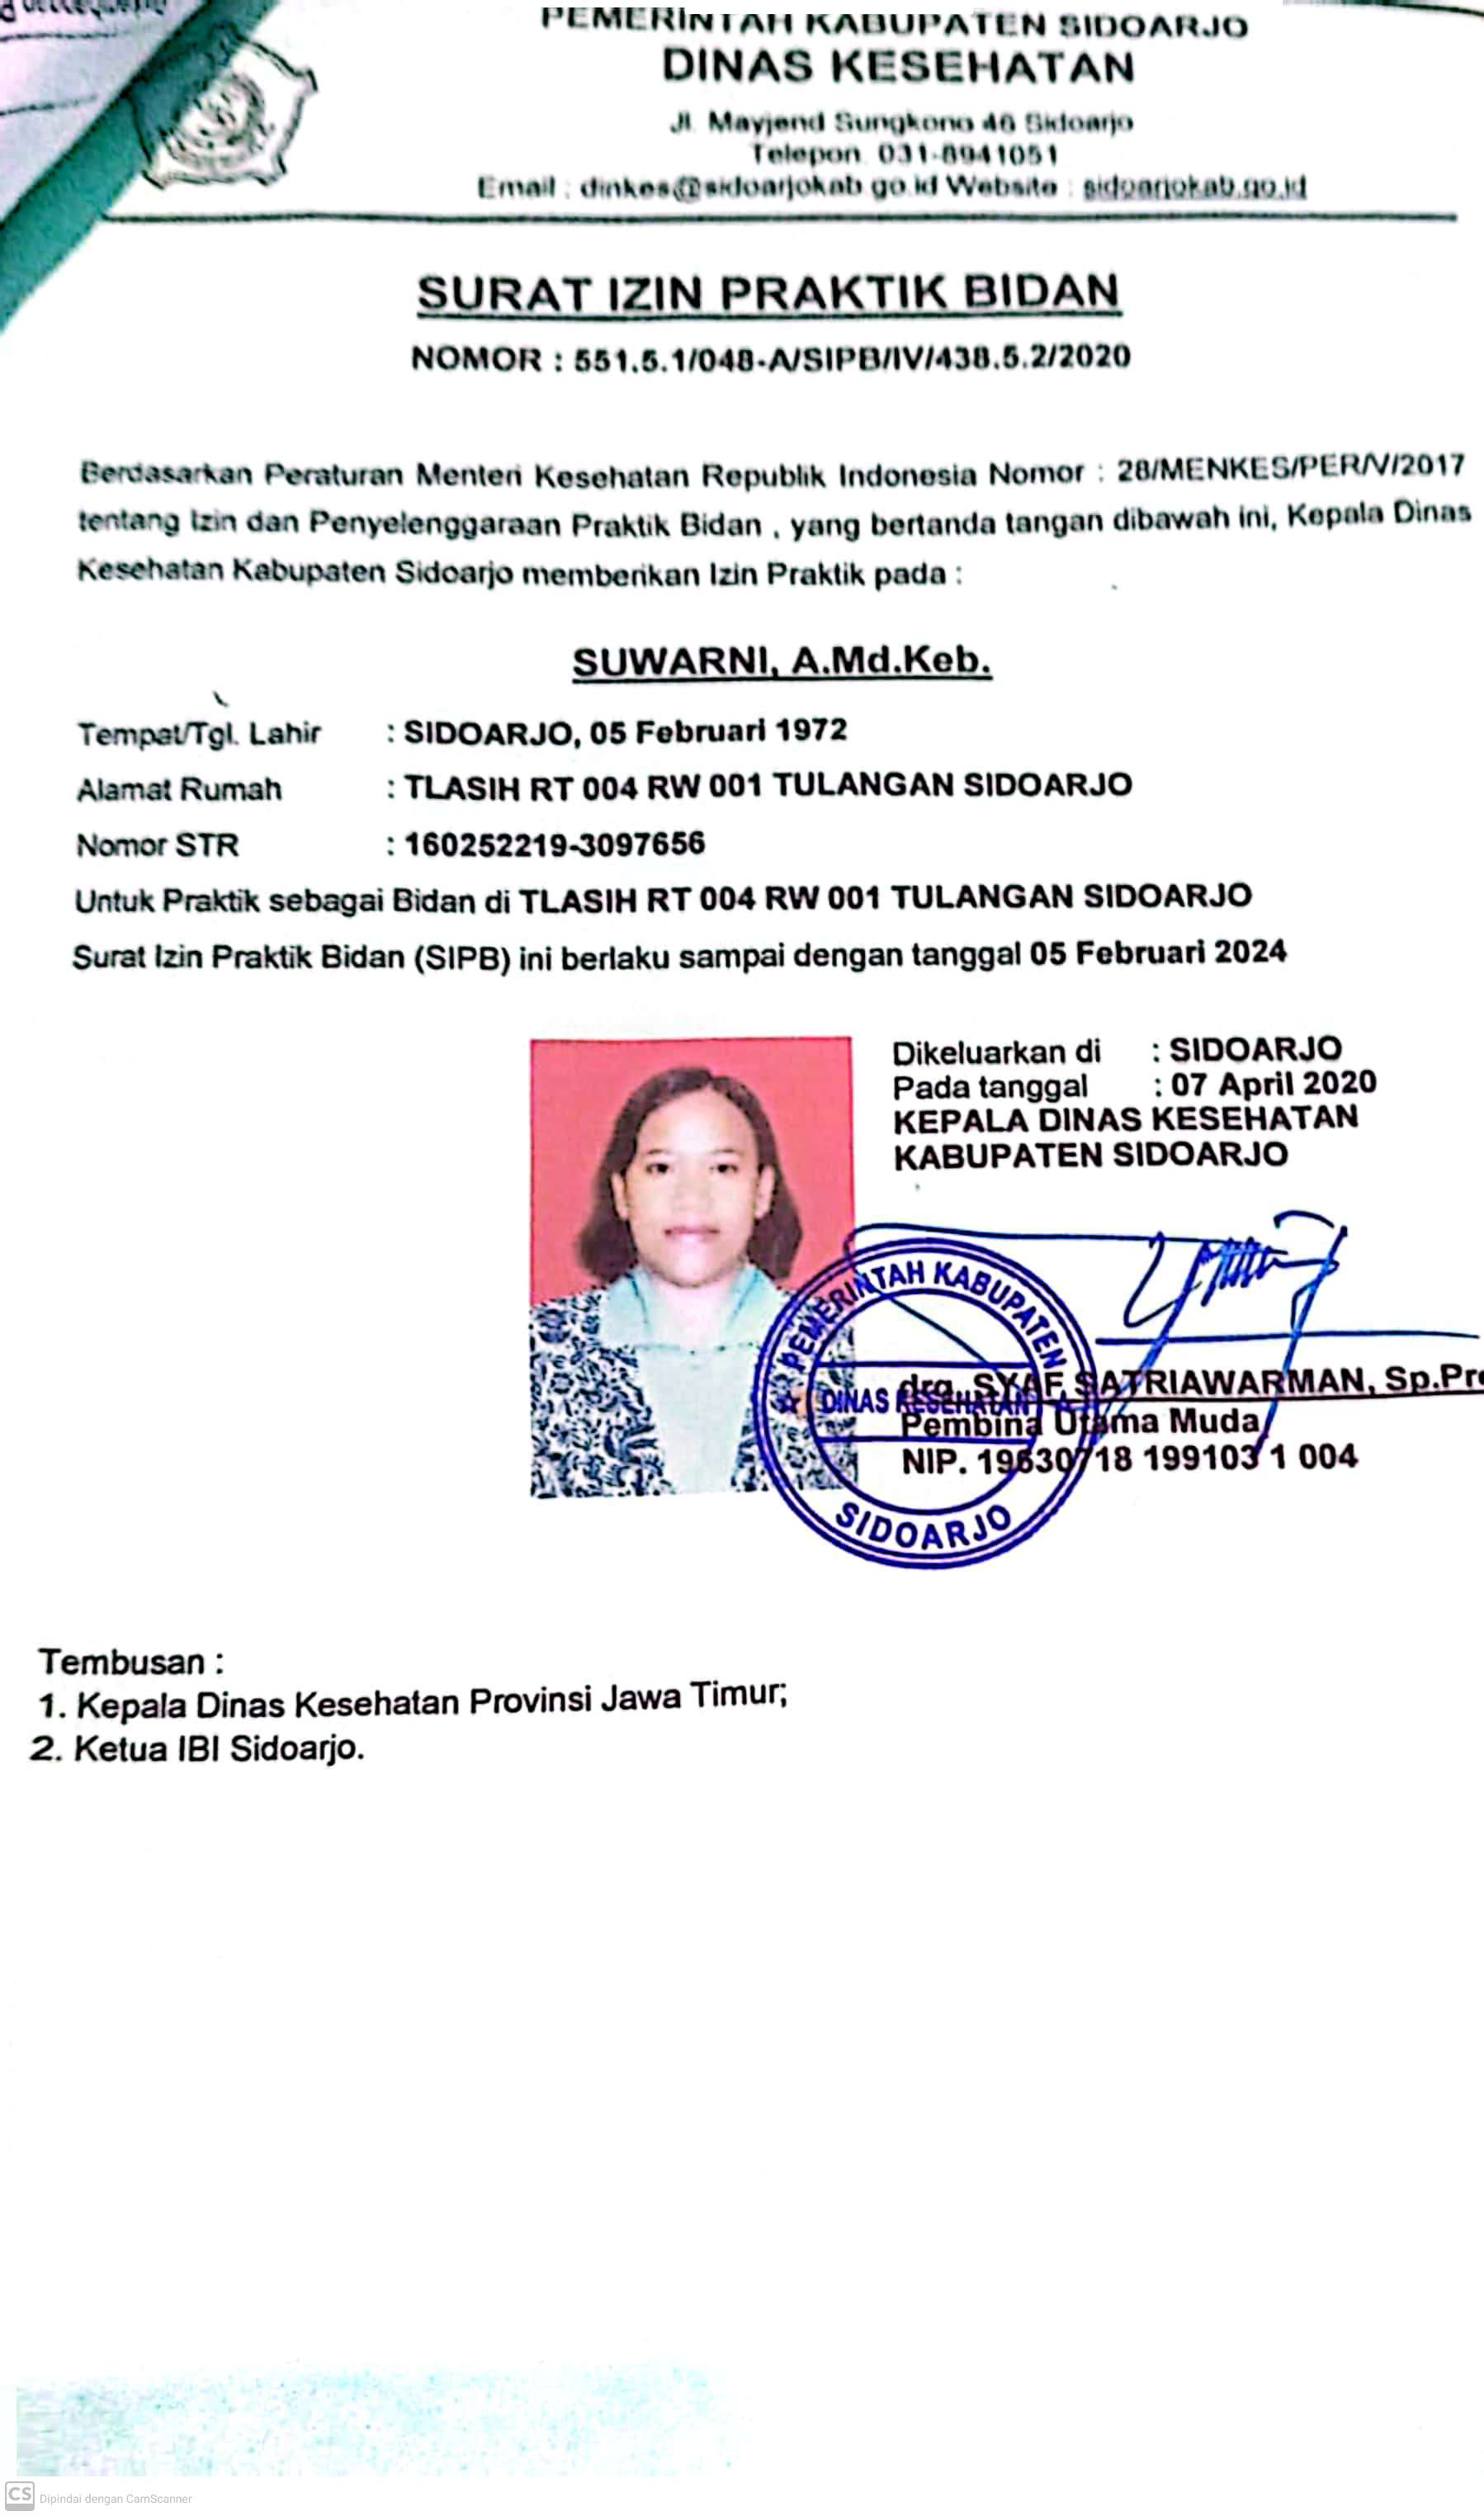 PEMERINTAH KABUPATEN SIDOARJO
DINAS KESEHATAN
Jl. Mayjend Sungkono 46 Sidoarjo
Telepon. 031-8941051
Email : dinkes@sidoarjokab.go.id Website : sidoarjokab.go.id
SURAT IZIN PRAKTIK BIDAN
NOMOR : 551.5.1/048-A/SIPB/IV/438.5.2/2020
Berdasarkan Peraturan Menteri Kesehatan Republik Indonesia Nomor : 28/MENKES/PER/V/2017
tentang Izin dan Penyelenggaraan Praktik Bidan , yang bertanda tangan dibawah ini, Kepala Dinas
Kesehatan Kabupaten Sidoarjo memberikan Izin Praktik pada :
SUWARNI, A.Md.Keb.
Tempat/Tgl. Lahir : SIDOARJO, 05 Februari 1972
Alamat Rumah : TLASIH RT 004 RW 001 TULANGAN SIDOARJO
Nomor STR : 160252219-3097656
Untuk Praktik sebagai Bidan di TLASIH RT 004 RW 001 TULANGAN SIDOARJO
Surat Izin Praktik Bidan (SIPB) ini berlaku sampai dengan tanggal 05 Februari 2024
Dikeluarkan di : SIDOARJO
Pada tanggal : 07 April 2020
KEPALA DINAS KESEHATAN
KABUPATEN SIDOARJO
PEMERINTAH KABUPATEN
DINAS KESEHATAN
SIDOARJO
drg. SYAF SATRIAWARMAN, Sp.Pro
Pembina Utama Muda
NIP. 19630718 199103 1 004
Tembusan :
1. Kepala Dinas Kesehatan Provinsi Jawa Timur;
2. Ketua IBI Sidoarjo.
CS Dipindai dengan CamScanner